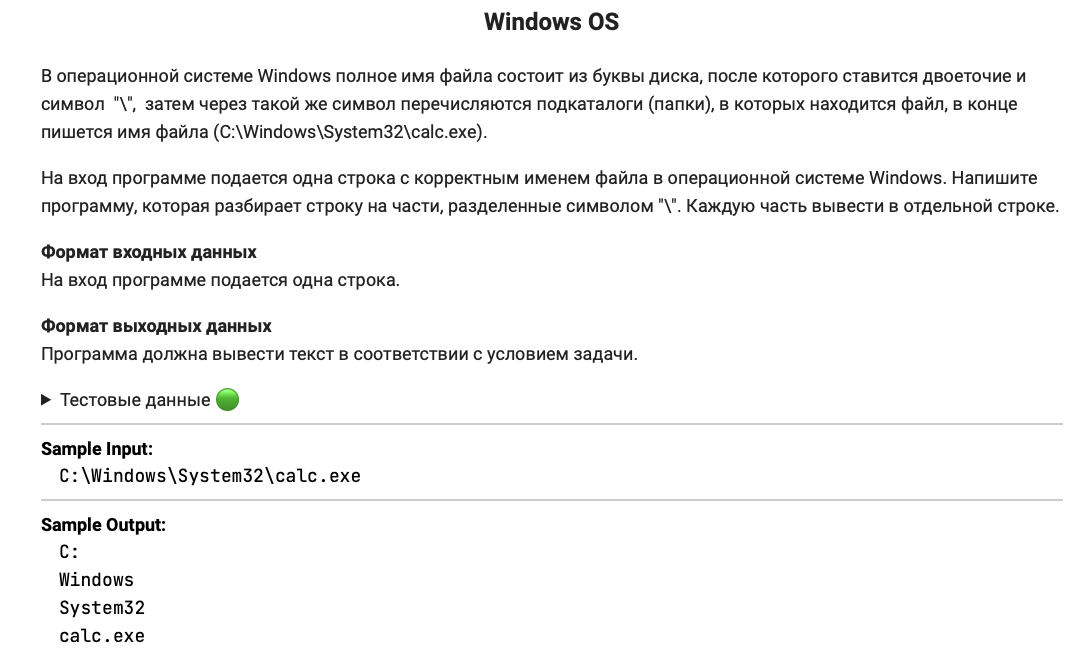 Windows OS
В операционной системе Windows полное имя файла состоит из буквы диска, после которого ставится двоеточие и
символ "\", затем через такой же символ перечисляются подкаталоги (папки), в которых находится файл, в конце
пишется имя файла (C:\Windows\System32\calc.exe).
На вход программе подается одна строка с корректным именем файла в операционной системе Windows. Напишите
программу, которая разбирает строку на части, разделенные символом "\". Каждую часть вывести в отдельной строке.
Формат входных данных
На вход программе подается одна строка.
Формат выходных данных
Программа должна вывести текст в соответствии с условием задачи.
Тестовые данные
Sample Input:
C:\Windows\System32\calc.exe
Sample Output:
C:
Windows
System32
calc.exe